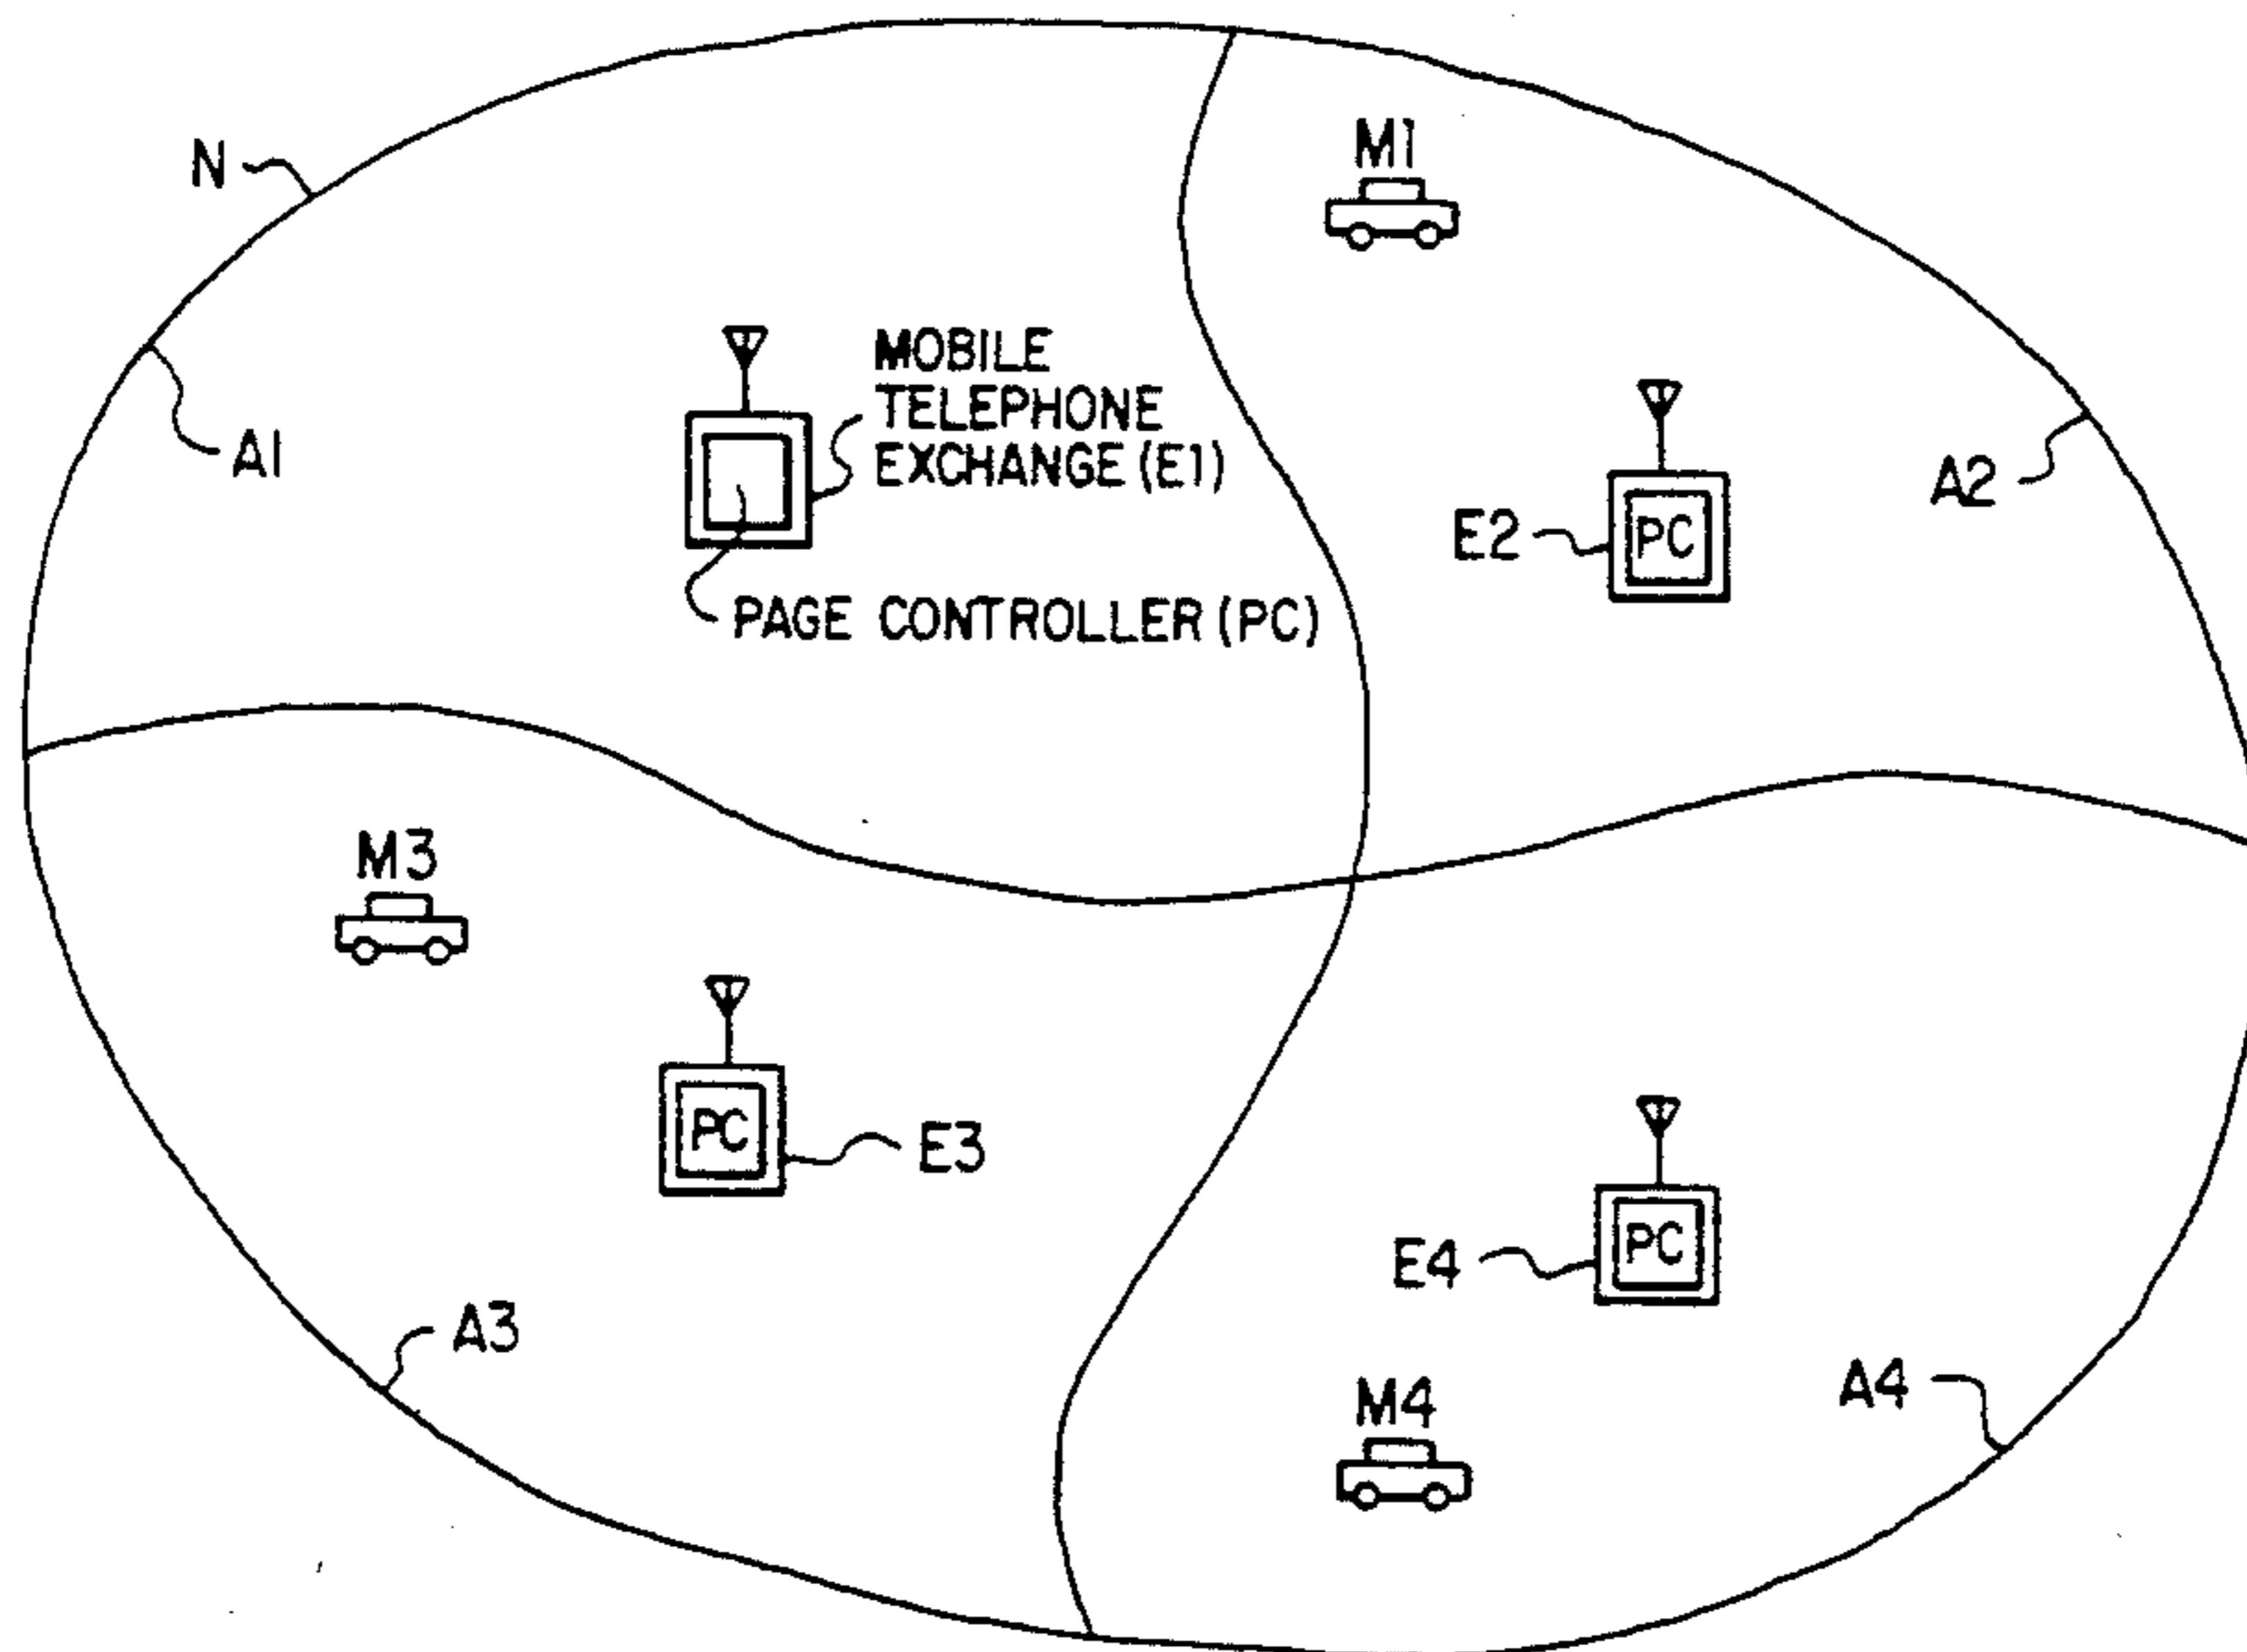 N
M1
MOBILE
TELEPHONE
EXCHANGE (E1)
A1
A2
E2
PC
PAGE CONTROLLER (PC)
M3
PC
E3
PC
E4
A3
M4
A4